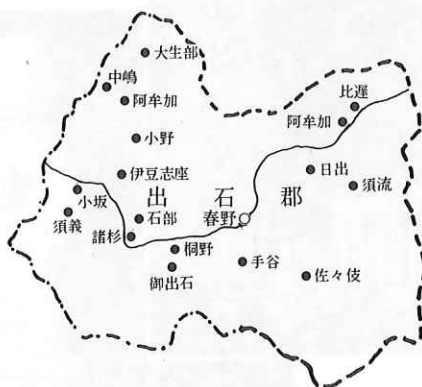 大生部
中嶋
阿牟加
比遅
阿牟加
小野
日出
伊豆志座
須流
小坂
出石郡
須義
石部
春野
諸杉
桐野
手谷
御出石
佐々伎